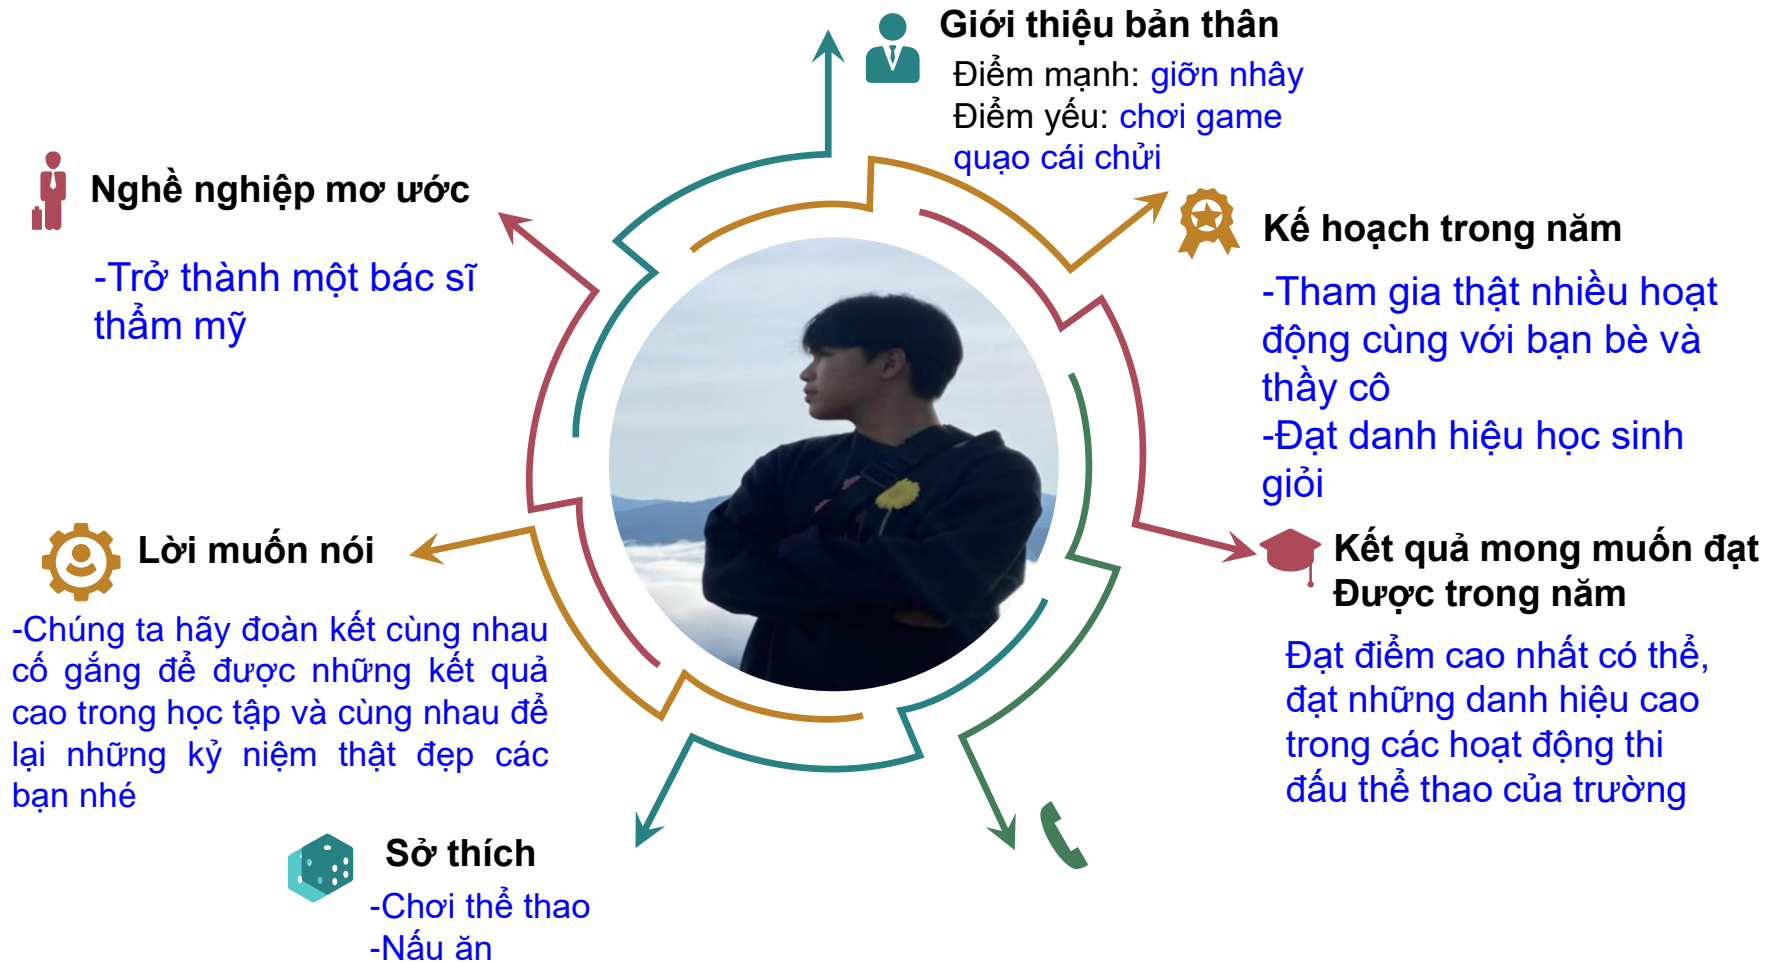 Giới thiệu bản thân
Điểm mạnh: giỡn nhây
Điểm yếu: chơi game
quạo cái chửi
Nghề nghiệp mơ ước
-Trở thành một bác sĩ
thẩm mỹ
Kế hoạch trong năm
-Tham gia thật nhiều hoạt
động cùng với bạn bè và
thầy cô
-Đạt danh hiệu học sinh
giỏi
Lời muốn nói
-Chúng ta hãy đoàn kết cùng nhau
cố gắng để được những kết quả
cao trong học tập và cùng nhau để
lại những kỷ niệm thật đẹp các
bạn nhé
Kết quả mong muốn đạt
Được trong năm
Đạt điểm cao nhất có thể,
đạt những danh hiệu cao
trong các hoạt động thi
đấu thể thao của trường
Sở thích
-Chơi thể thao
-Nấu ăn